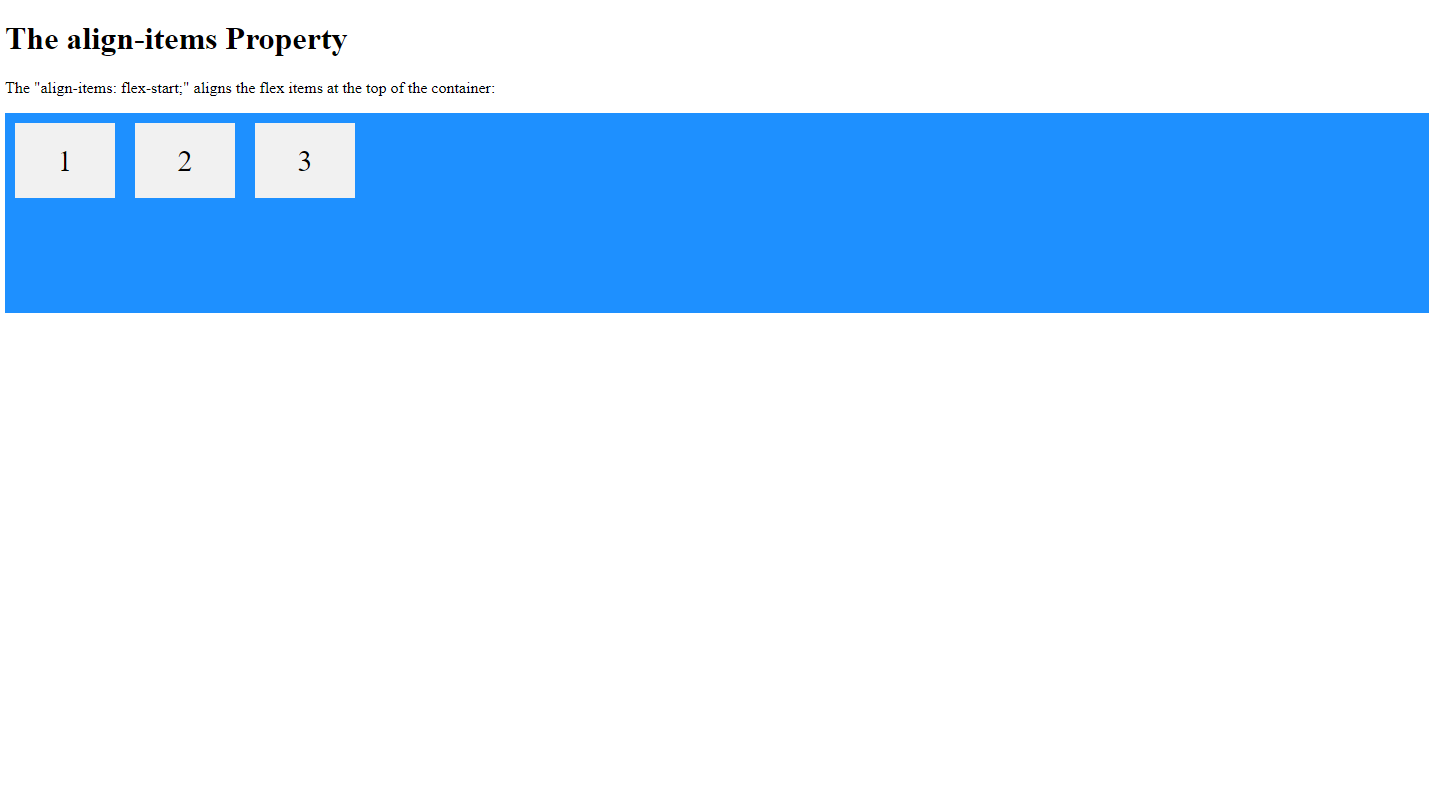 The align-items Property
The "align-items: flex-start;" aligns the flex items at the top of the container:
1 2 3